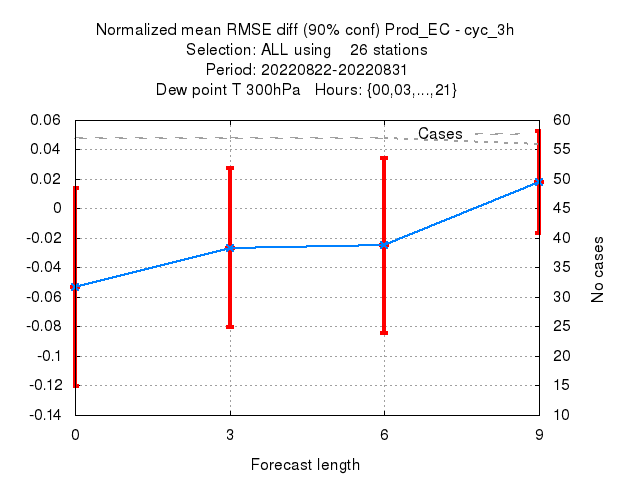 Normalized mean RMSE diff (90% conf) Prod_EC - cyc_3h
Selection: ALL using 26 stations
Period: 20220822-20220831
Dew point T 300hPa Hours: {00,03,...,21}
0.06 60
Cases
0.04 55
0.02 50
0 45
-0.02 40
-0.04 35
-0.06 30
-0.08 25
-0.1 20
-0.12 15
-0.14 10
No cases
0 3 6 9
Forecast length